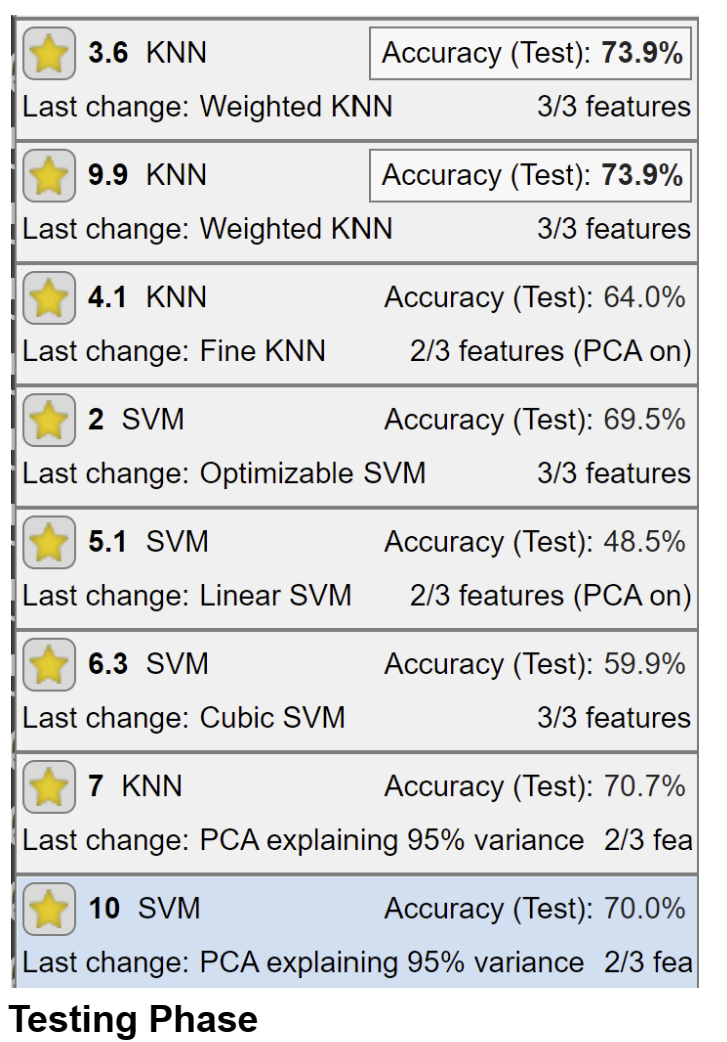 3.6 KNN Accuracy (Test): 73.9%
Last change: Weighted KNN 3/3 features
9.9 KNN Accuracy (Test): 73.9%
Last change: Weighted KNN 3/3 features
4.1 KNN Accuracy (Test): 64.0%
Last change: Fine KNN 2/3 features (PCA on)
2 SVM Accuracy (Test): 69.5%
Last change: Optimizable SVM 3/3 features
5.1 SVM Accuracy (Test): 48.5%
Last change: Linear SVM 2/3 features (PCA on)
6.3 SVM Accuracy (Test): 59.9%
Last change: Cubic SVM 3/3 features
7 KNN Accuracy (Test): 70.7%
Last change: PCA explaining 95% variance 2/3 fea
10 SVM Accuracy (Test): 70.0%
Last change: PCA explaining 95% variance 2/3 fea
Testing Phase